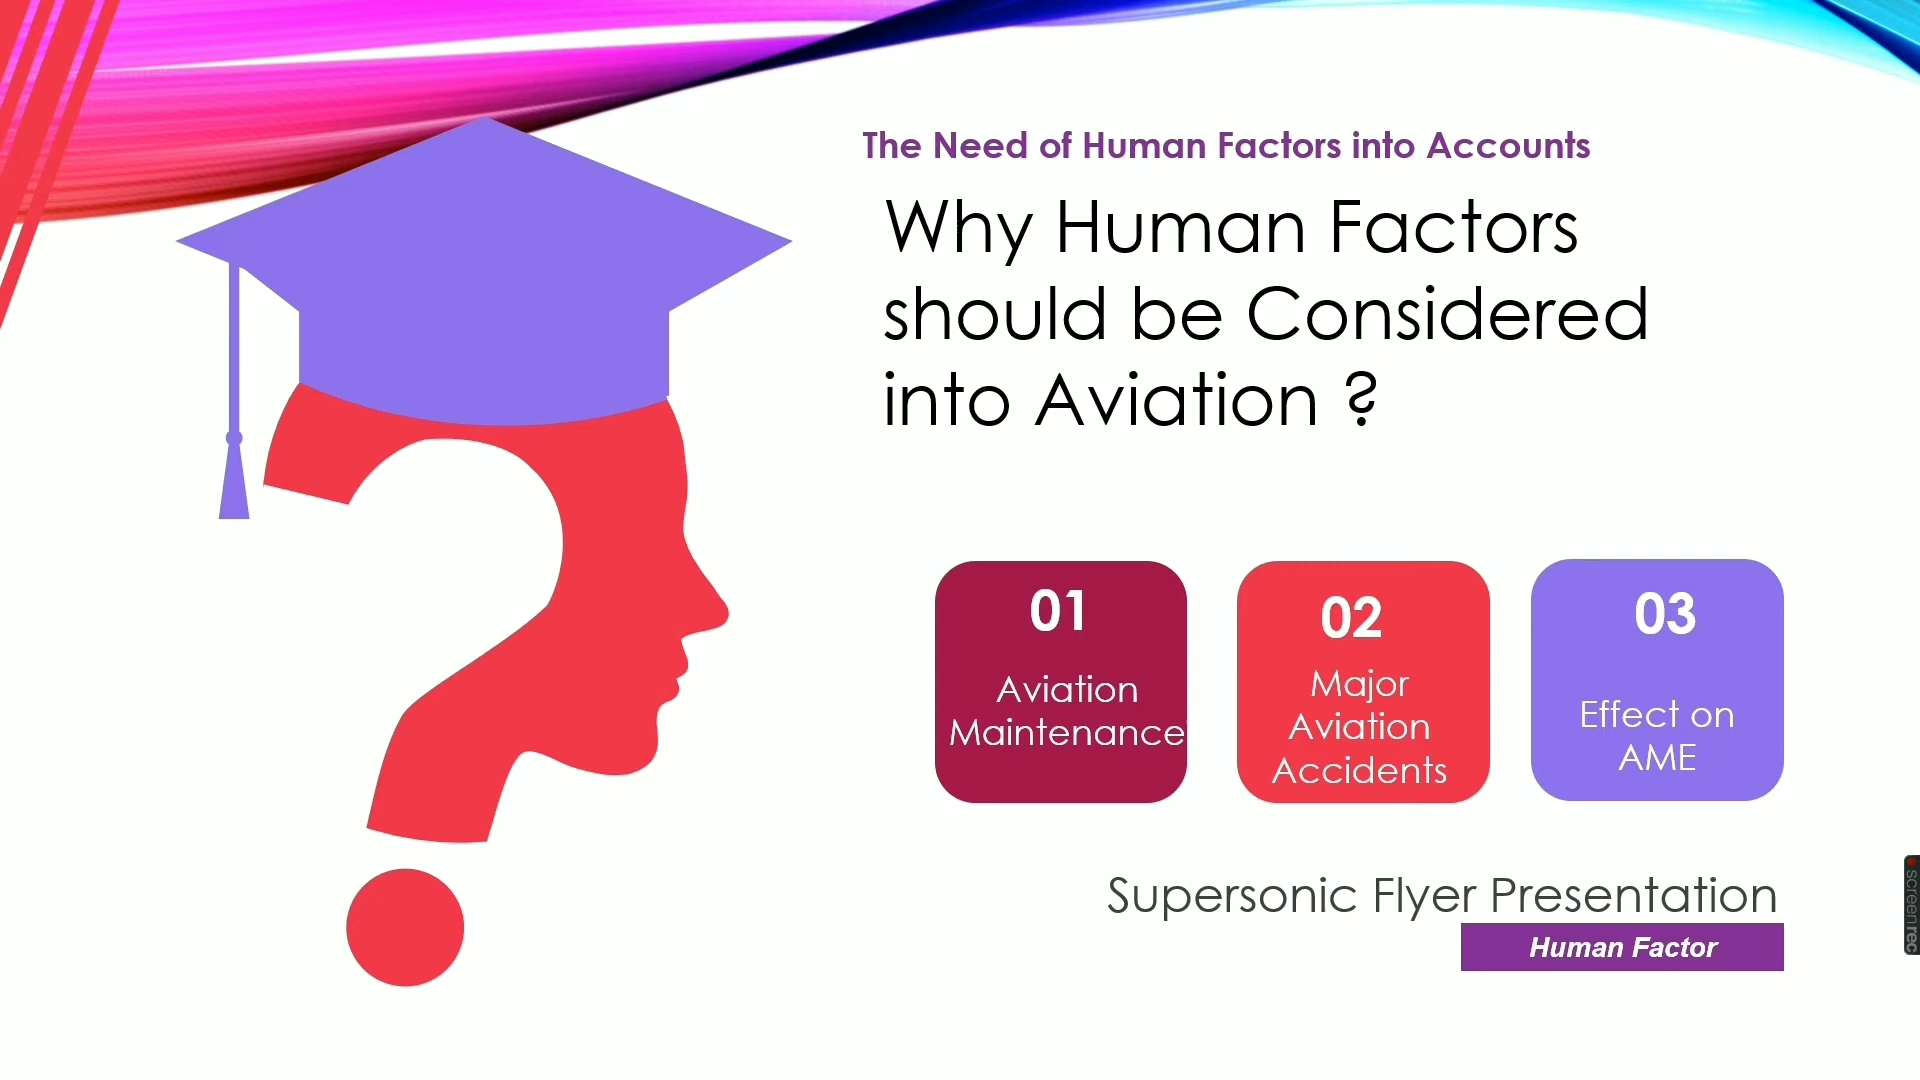 The Need of Human Factors into Accounts
Why Human Factors
should be Considered
into Aviation ?
01
Aviation
Maintenance
02
Major
Aviation
Accidents
03
Effect on
AME
Supersonic Flyer Presentation
Human Factor
screenrec